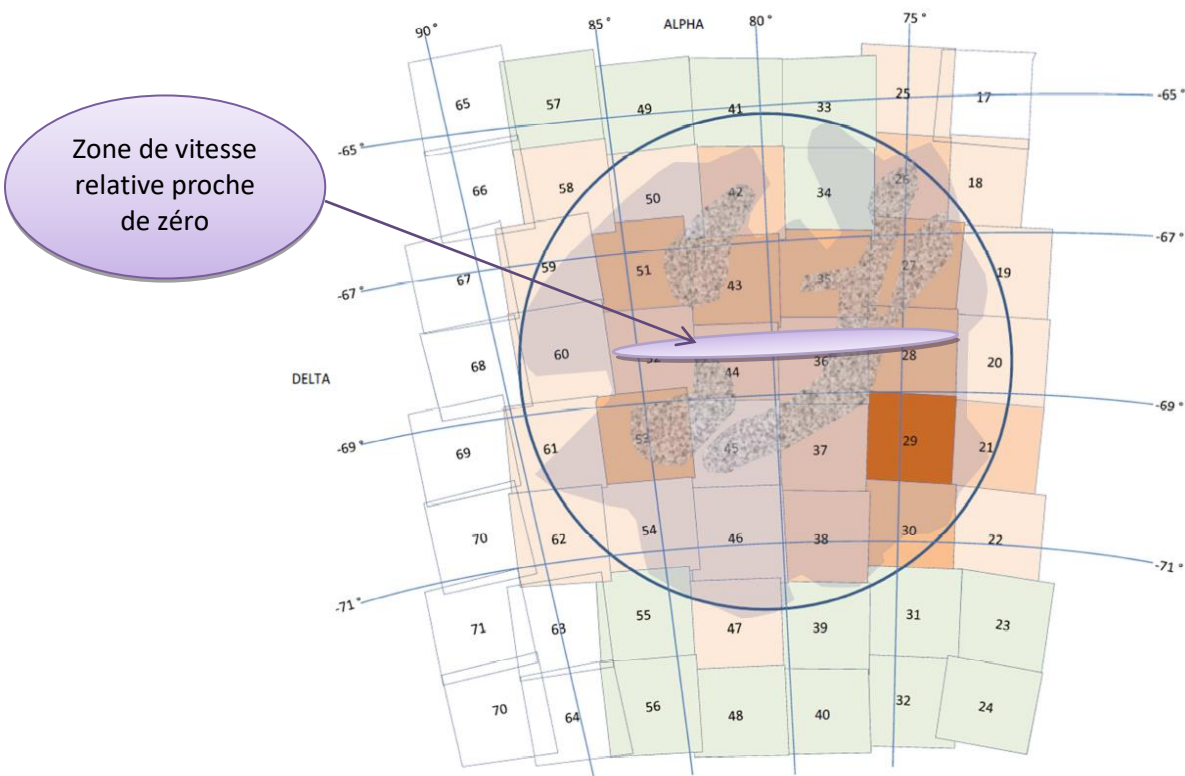 90° 85° ALPHA 80° 75°
65 57 49 41 33 25 17 -65°
Zone de vitesse
relative proche
de zéro
-65°
66 58 50 42 34 26 18
-67°
67 59 51 43 35 27 19
-67°
68 60 44 36 28 20
DELTA
-69°
69 61 53 45 37 29 21
-69°
70 62 54 46 38 30 22
-71°
-71°
71 63 55 47 39 31 23
70 64 56 48 40 32 24